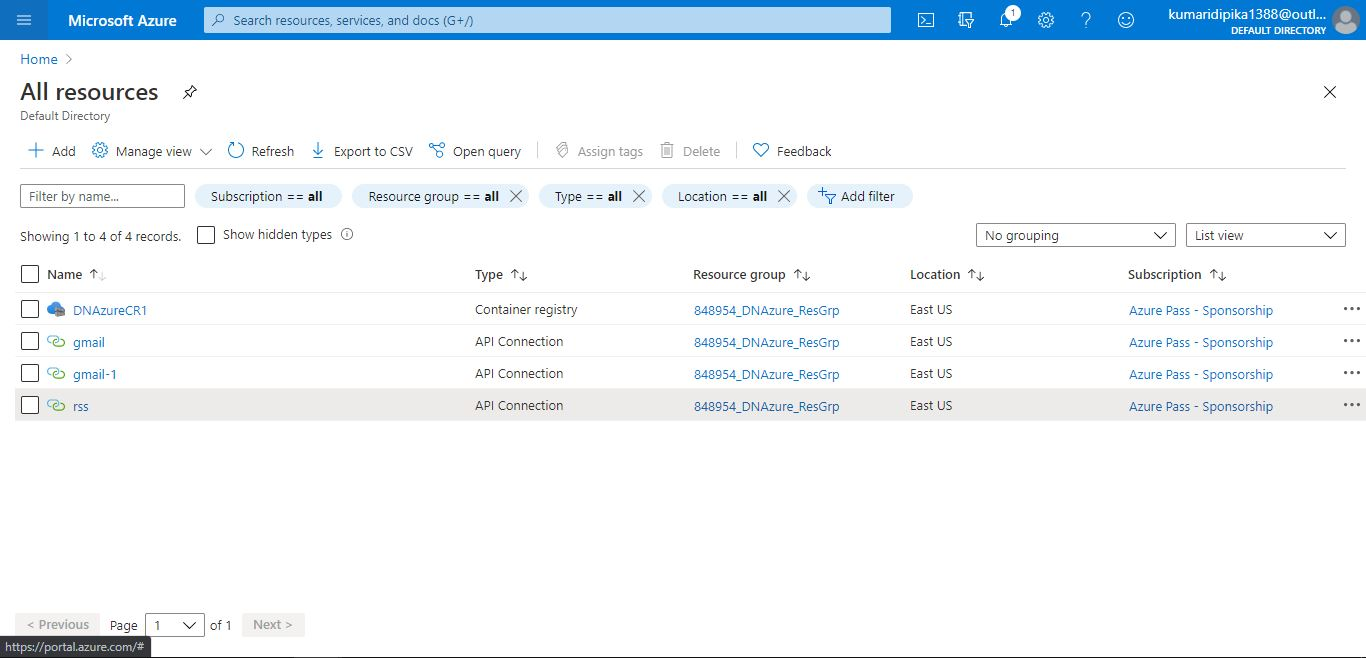 Microsoft Azure Search resources, services, and docs (G+/) 1 kumaridipika1388@outl...
DEFAULT DIRECTORY
Home
All resources
Default Directory
Add Manage view Refresh Export to CSV Open query Assign tags Delete Feedback
Filter by name... Subscription == all Resource group == all Type == all Location == all Add filter
Showing 1 to 4 of 4 records. Show hidden types No grouping List view
Name Type Resource group Location Subscription
DNAzureCR1 Container registry 848954_DNAzure_ResGrp East US Azure Pass - Sponsorship ...
gmail API Connection 848954_DNAzure_ResGrp East US Azure Pass - Sponsorship ...
gmail-1 API Connection 848954_DNAzure_ResGrp East US Azure Pass - Sponsorship ...
rss API Connection 848954_DNAzure_ResGrp East US Azure Pass - Sponsorship ...
< Previous Page 1 of 1 Next >
https://portal.azure.com/#